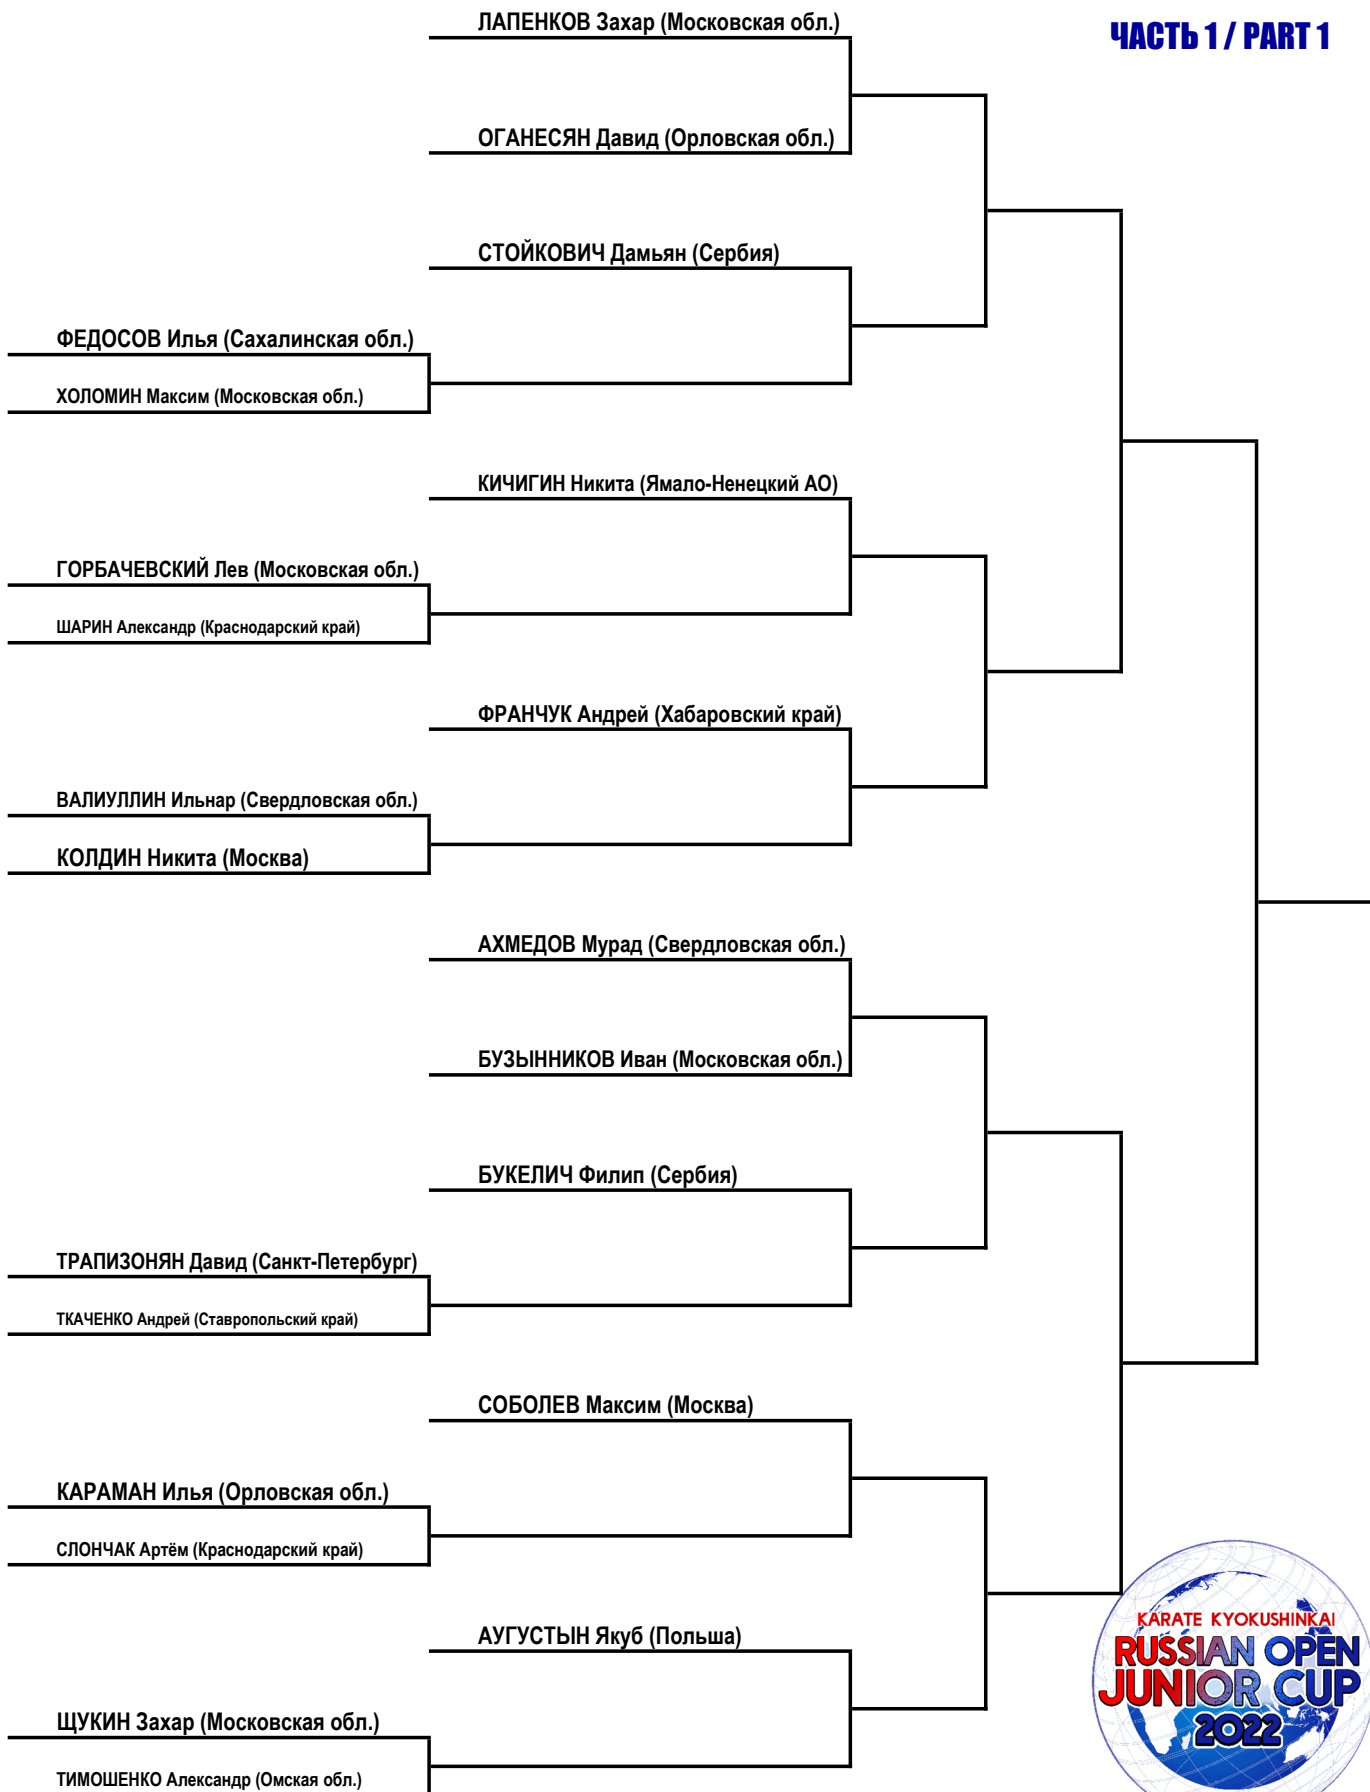 ЛАПЕНКОВ Захар (Московская обл.)
ЧАСТЬ 1 / PART 1
ОГАНЕСЯН Давид (Орловская обл.)
СТОЙКОВИЧ Дамьян (Сербия)
ФЕДОСОВ Илья (Сахалинская обл.)
ХОЛОМИН Максим (Московская обл.)
КИЧИГИН Никита (Ямало-Ненецкий АО)
ГОРБАЧЕВСКИЙ Лев (Московская обл.)
ШАРИН Александр (Краснодарский край)
ФРАНЧУК Андрей (Хабаровский край)
ВАЛИУЛЛИН Ильнар (Свердловская обл.)
КОЛДИН Никита (Москва)
АХМЕДОВ Мурад (Свердловская обл.)
БУЗЫННИКОВ Иван (Московская обл.)
БУКЕЛИЧ Филип (Сербия)
ТРАПИЗОНЯН Давид (Санкт-Петербург)
ТКАЧЕНКО Андрей (Ставропольский край)
СОБОЛЕВ Максим (Москва)
КАРАМАН Илья (Орловская обл.)
СЛОНЧАК Артём (Краснодарский край)
АУГУСТЫН Якуб (Польша)
ЩУКИН Захар (Московская обл.)
ТИМОШЕНКО Александр (Омская обл.)
KARATE KYOKUSHINKAI
RUSSIAN OPEN
JUNIOR CUP
2022